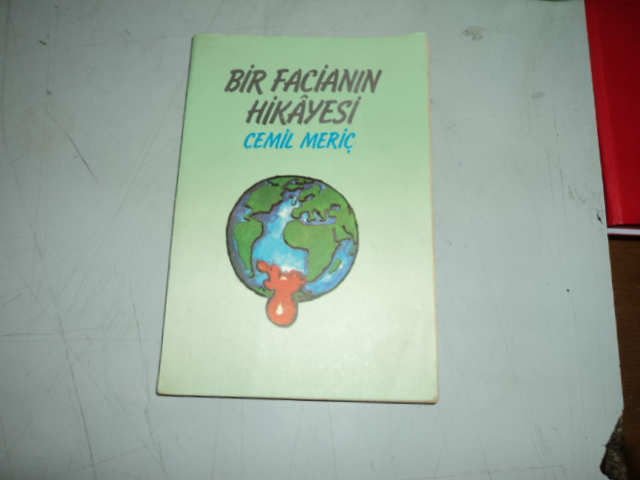 BİR FACİANIN
HİKÂYESİ
CEMİL MERİÇ